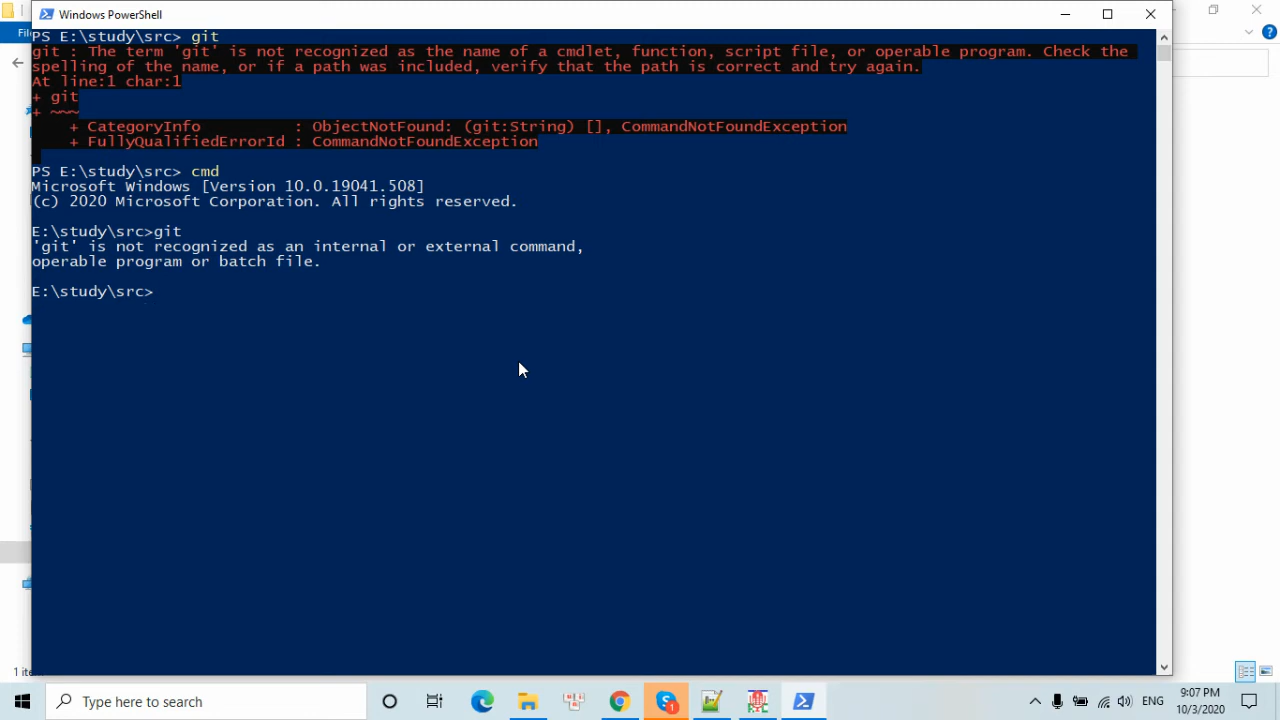 Windows PowerShell
PS E:\study\src> git
git : The term 'git' is not recognized as the name of a cmdlet, function, script file, or operable program. Check the
spelling of the name, or if a path was included, verify that the path is correct and try again.
At line:1 char:1
+ git
+ ~~~
    + CategoryInfo          : ObjectNotFound: (git:String) [], CommandNotFoundException
    + FullyQualifiedErrorId : CommandNotFoundException
PS E:\study\src> cmd
Microsoft Windows [Version 10.0.19041.508]
(c) 2020 Microsoft Corporation. All rights reserved.
E:\study\src>git
'git' is not recognized as an internal or external command,
operable program or batch file.
E:\study\src>
Type here to search
1
ENG
9:07 PM
10/3/2020